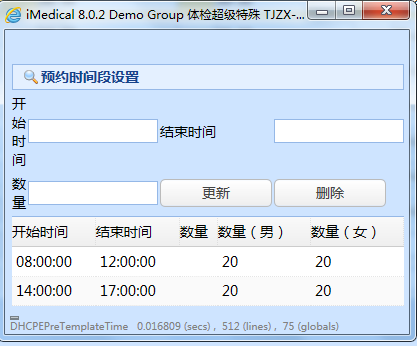 iMedical 8.0.2 Demo Group 体检超级特殊 TJZX-...
预约时间段设置
开始时间 结束时间
数量 更新 删除
开始时间 结束时间 数量 数量（男） 数量（女）
08:00:00 12:00:00 20 20
14:00:00 17:00:00 20 20
DHCPEPreTemplateTime 0.016809 (secs) , 512 (lines) , 75 (globals)